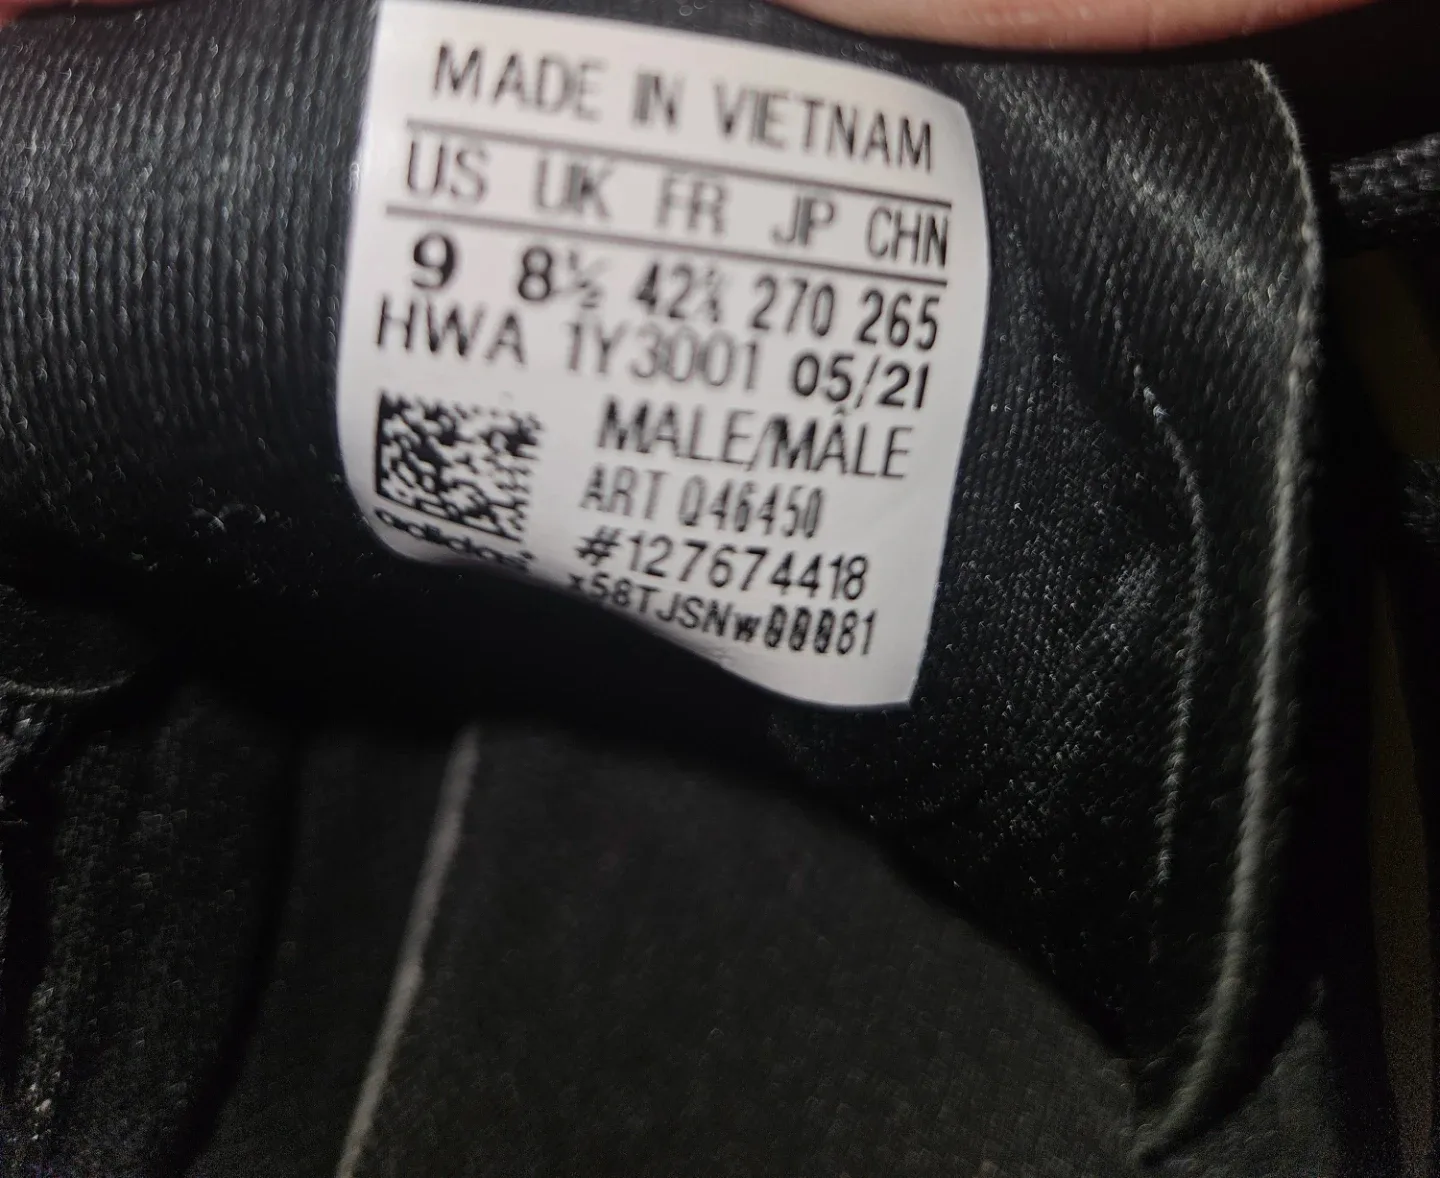 MADE IN VIETNAM
US UK FR JP CHN
9 8½ 42⅔ 270 265
HWA 1Y3001 05/21
MALE/MÂLE
ART Q46450
#127674418
adidas
x58TJSNw00081